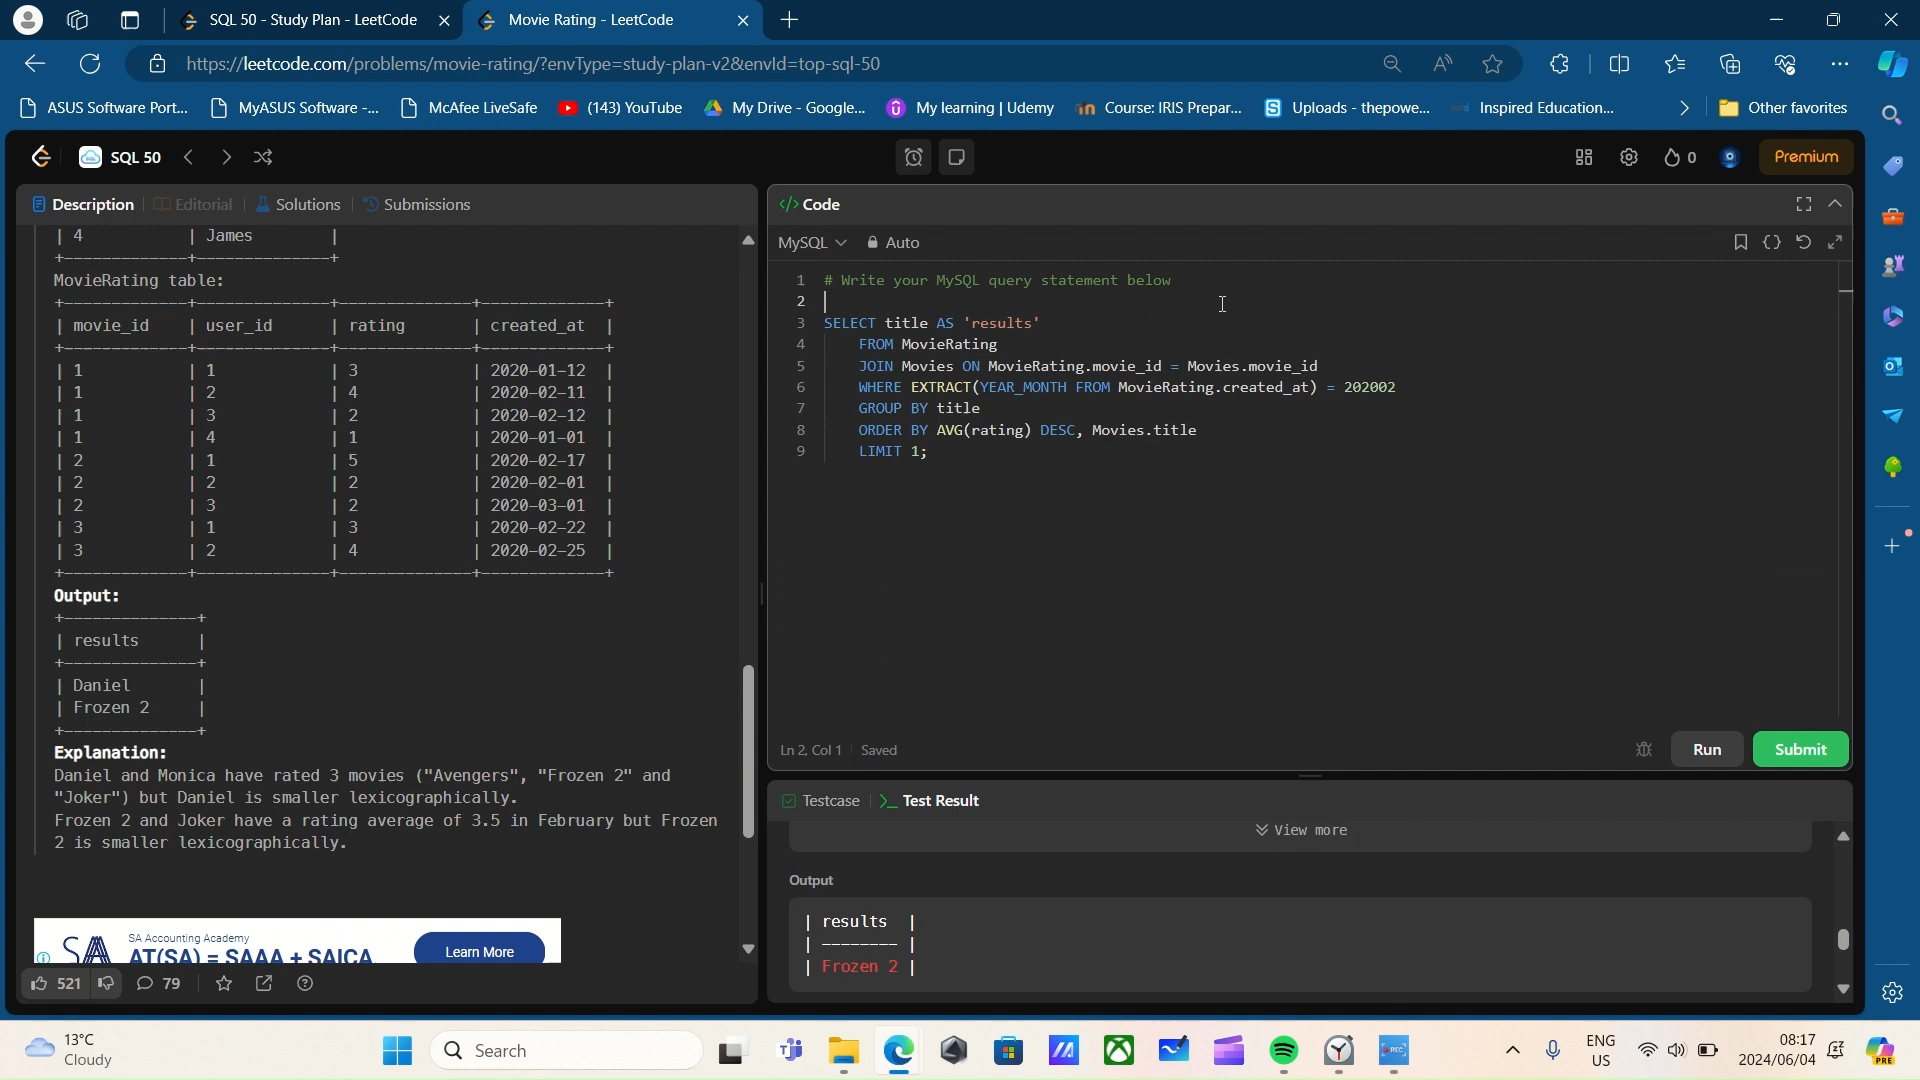 SQL 50 - Study Plan - LeetCode
Movie Rating - LeetCode
https://leetcode.com/problems/movie-rating/?envType=study-plan-v2&envId=top-sql-50
ASUS Software Port... MyASUS Software -... McAfee LiveSafe (143) YouTube My Drive - Google... My learning | Udemy Course: IRIS Prepar... Uploads - thepowe... Inspired Education... Other favorites
SQL 50
0
Premium
Description Editorial Solutions Submissions
| 4 | James |
+-------------+--------------+
MovieRating table:
+-------------+--------------+--------------+-------------+
| movie_id | user_id | rating | created_at |
+-------------+--------------+--------------+-------------+
| 1 | 1 | 3 | 2020-01-12 |
| 1 | 2 | 4 | 2020-02-11 |
| 1 | 3 | 2 | 2020-02-12 |
| 1 | 4 | 1 | 2020-01-01 |
| 2 | 1 | 5 | 2020-02-17 |
| 2 | 2 | 2 | 2020-02-01 |
| 2 | 3 | 2 | 2020-03-01 |
| 3 | 1 | 3 | 2020-02-22 |
| 3 | 2 | 4 | 2020-02-25 |
+-------------+--------------+--------------+-------------+
Output:
+--------------+
| results |
+--------------+
| Daniel |
| Frozen 2 |
+--------------+
Explanation:
Daniel and Monica have rated 3 movies ("Avengers", "Frozen 2" and
"Joker") but Daniel is smaller lexicographically.
Frozen 2 and Joker have a rating average of 3.5 in February but Frozen
2 is smaller lexicographically.
SA Accounting Academy
SA AT(SA) = SAAA + SAICA
Learn More
521 79
</> Code
MySQL Auto
1 # Write your MySQL query statement below
2
3 SELECT title AS 'results'
4 FROM MovieRating
5 JOIN Movies ON MovieRating.movie_id = Movies.movie_id
6 WHERE EXTRACT(YEAR_MONTH FROM MovieRating.created_at) = 202002
7 GROUP BY title
8 ORDER BY AVG(rating) DESC, Movies.title
9 LIMIT 1;
Ln 2, Col 1 Saved
Run
Submit
Testcase >_ Test Result
View more
Output
| results |
| -------- |
| Frozen 2 |
13°C
Cloudy
Search
ENG
US
08:17
2024/06/04
PRE